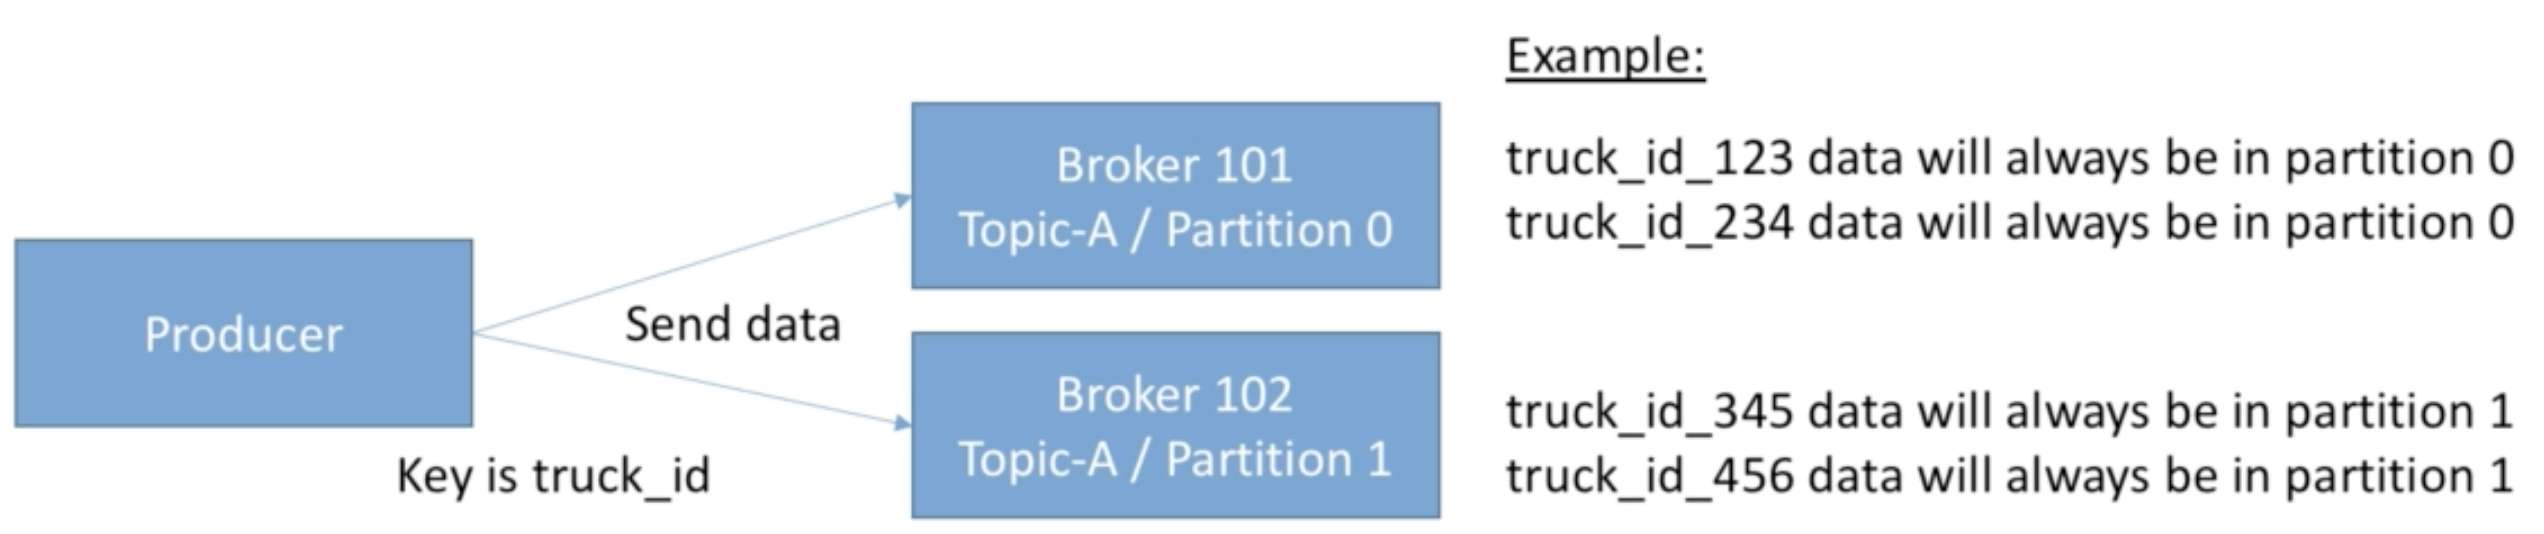 Example:
Broker 101
Topic-A / Partition 0
truck_id_123 data will always be in partition 0
truck_id_234 data will always be in partition 0
Producer
Send data
Key is truck_id
Broker 102
Topic-A / Partition 1
truck_id_345 data will always be in partition 1
truck_id_456 data will always be in partition 1